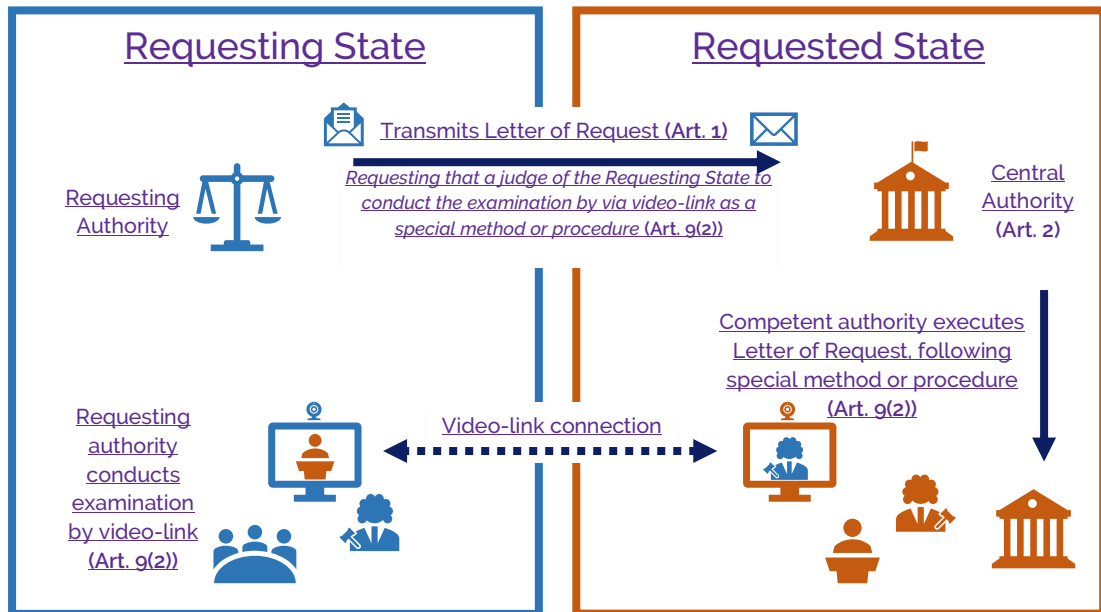 Requesting State
Requested State
Transmits Letter of Request (Art. 1)
Requesting that a judge of the Requesting State to
conduct the examination by via video-link as a
special method or procedure (Art. 9(2))
Requesting
Authority
Central
Authority
(Art. 2)
Competent authority executes
Letter of Request, following
special method or procedure
(Art. 9(2))
Requesting
authority
conducts
examination
by video-link
(Art. 9(2))
Video-link connection